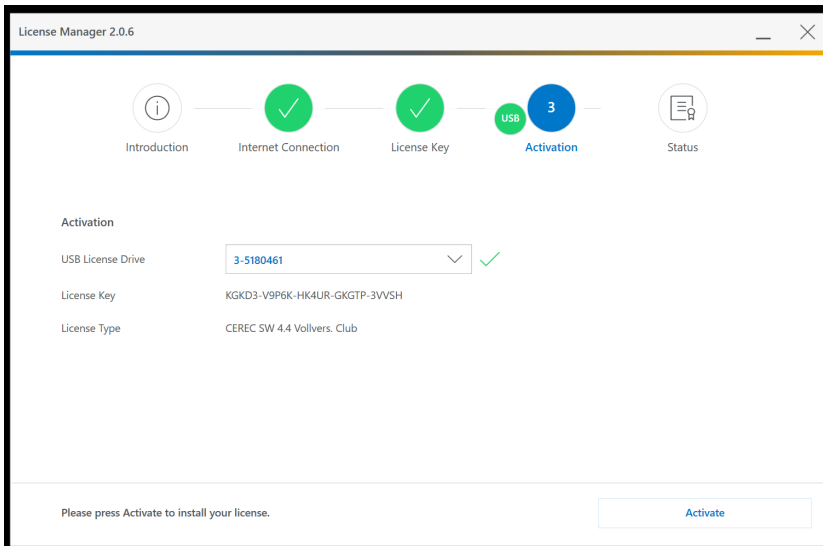 License Manager 2.0.6
USB
3
Introduction
Internet Connection
License Key
Activation
Status
Activation
USB License Drive
3-5180461
License Key
KGKD3-V9P6K-HK4UR-GKGTP-3VVSH
License Type
CEREC SW 4.4 Vollvers. Club
Please press Activate to install your license.
Activate